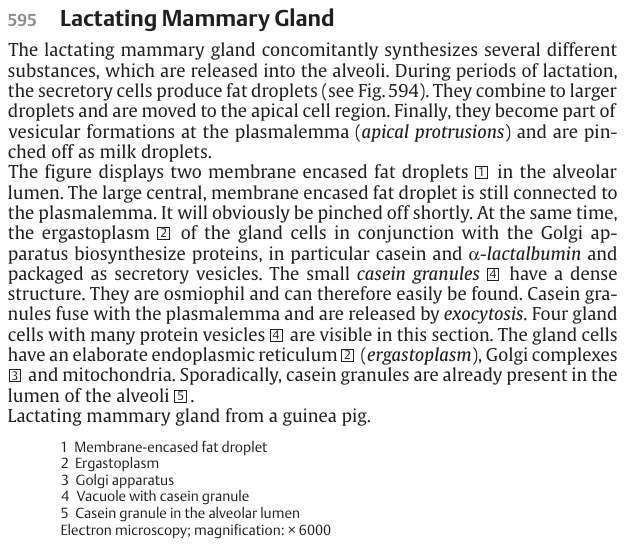 595 Lactating Mammary Gland
The lactating mammary gland concomitantly synthesizes several different
substances, which are released into the alveoli. During periods of lactation,
the secretory cells produce fat droplets (see Fig. 594). They combine to larger
droplets and are moved to the apical cell region. Finally, they become part of
vesicular formations at the plasmalemma (apical protrusions) and are pin-
ched off as milk droplets.
The figure displays two membrane encased fat droplets 1 in the alveolar
lumen. The large central, membrane encased fat droplet is still connected to
the plasmalemma. It will obviously be pinched off shortly. At the same time,
the ergastoplasm 2 of the gland cells in conjunction with the Golgi ap-
paratus biosynthesize proteins, in particular casein and α-lactalbumin and
packaged as secretory vesicles. The small casein granules 4 have a dense
structure. They are osmiophil and can therefore easily be found. Casein gra-
nules fuse with the plasmalemma and are released by exocytosis. Four gland
cells with many protein vesicles 4 are visible in this section. The gland cells
have an elaborate endoplasmic reticulum 2 (ergastoplasm), Golgi complexes
3 and mitochondria. Sporadically, casein granules are already present in the
lumen of the alveoli 5.
Lactating mammary gland from a guinea pig.
1 Membrane-encased fat droplet
2 Ergastoplasm
3 Golgi apparatus
4 Vacuole with casein granule
5 Casein granule in the alveolar lumen
Electron microscopy; magnification: × 6000